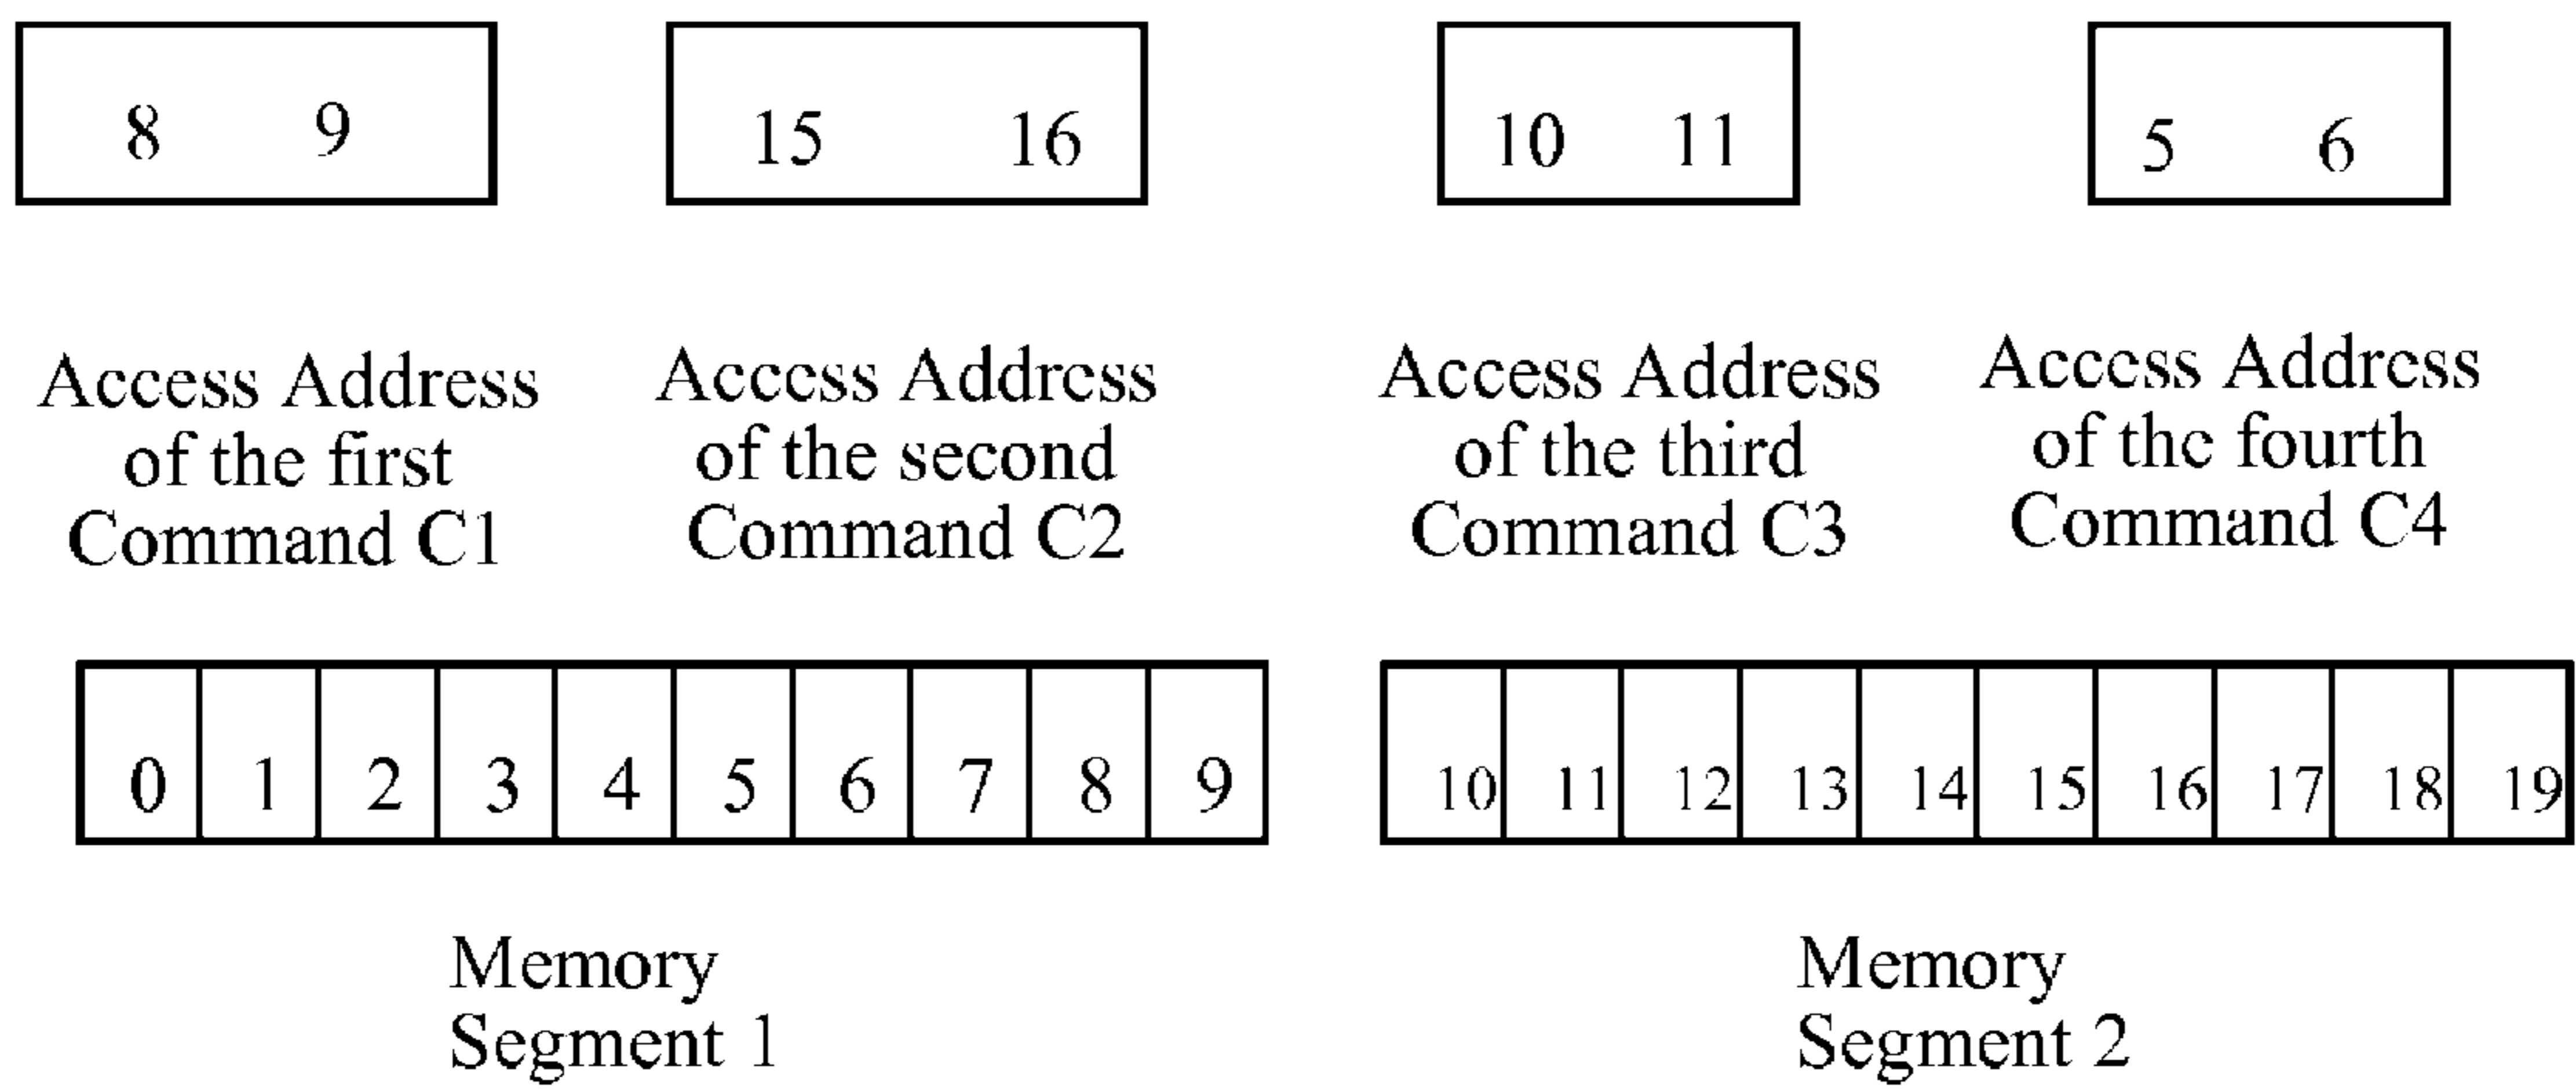 8 9
15 16
10 11
5 6
Access Address
of the first
Command C1
Access Address
of the second
Command C2
Access Address
of the third
Command C3
Access Address
of the fourth
Command C4
0 1 2 3 4 5 6 7 8 9
10 11 12 13 14 15 16 17 18 19
Memory
Segment 1
Memory
Segment 2